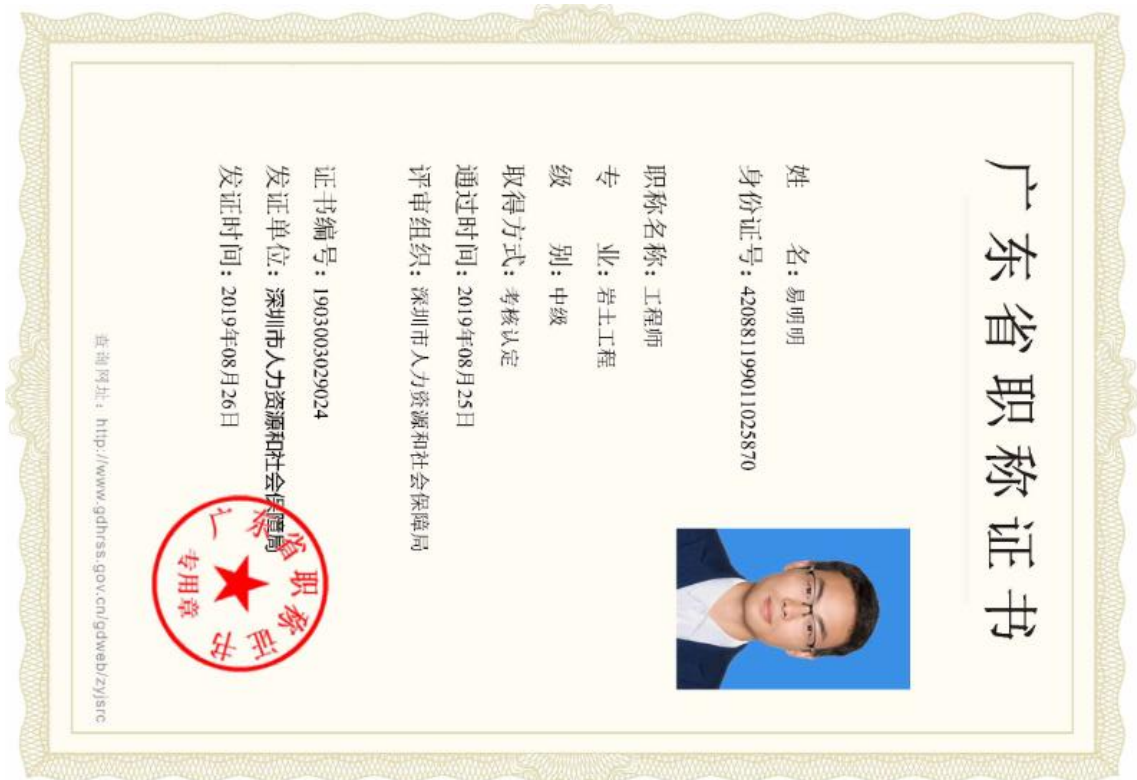 广东省职称证书
姓 名：易明明
身份证号：420881199011025870
职称名称：工程师
专 业：岩土工程
级 别：中级
取得方式：考核认定
通过时间：2019年08月25日
评审组织：深圳市人力资源和社会保障局
证书编号：1903003029024
发证单位：深圳市人力资源和社会保障局
发证时间：2019年08月26日
广东省职称证书
专用章
查询网址：http://www.gdhrss.gov.cn/gdweb/zyjsrc